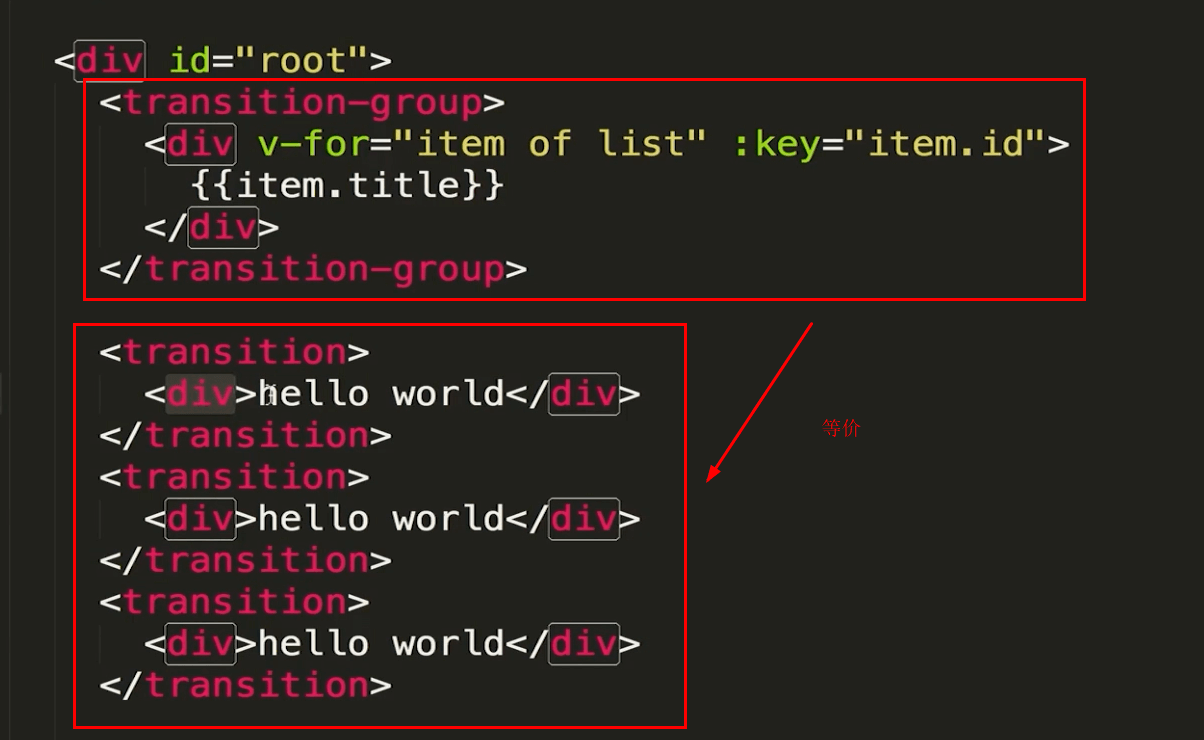 <div id="root">
<transition-group>
<div v-for="item of list" :key="item.id">
{{item.title}}
</div>
</transition-group>
<transition>
<div>hello world</div>
</transition>
等价
<transition>
<div>hello world</div>
</transition>
<transition>
<div>hello world</div>
</transition>